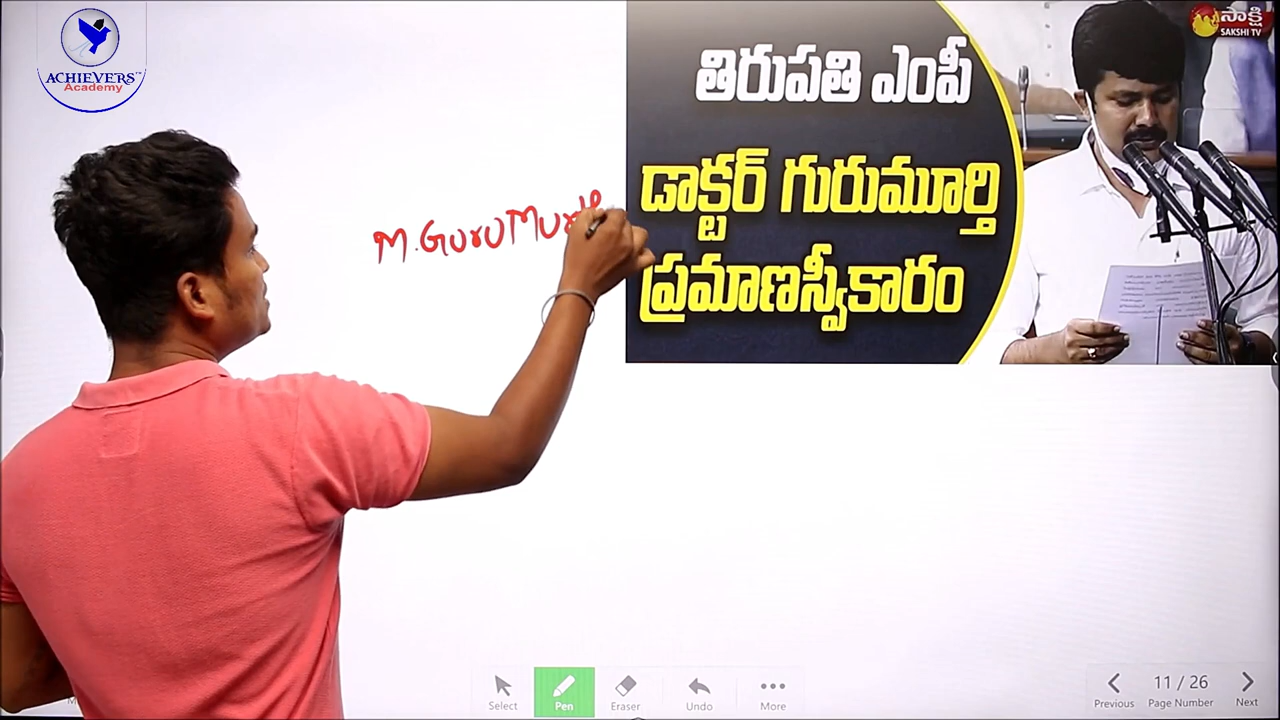 ACHIEVERS
Academy
M. GURUMURTH
తిరుపతి ఎంపీ
డాక్టర్ గురుమూర్తి
ప్రమాణస్వీకారం
సాక్షి
SAKSHI TV
Select
Pen
Eraser
Undo
More
Previous
11 / 26
Page Number
Next